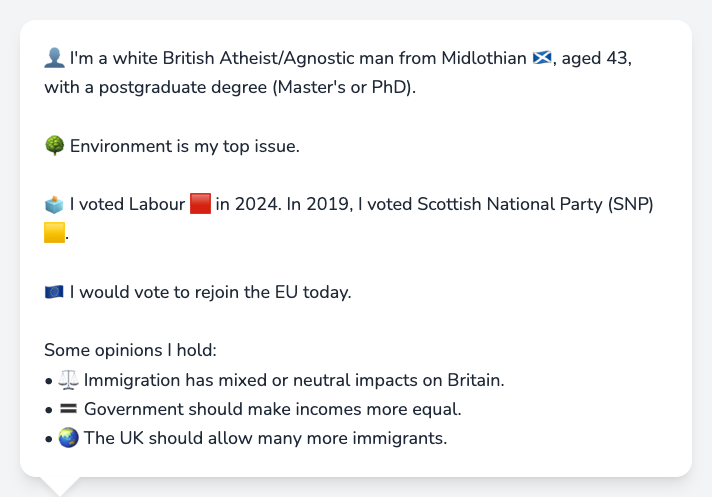 👤 I'm a white British Atheist/Agnostic man from Midlothian 🏴󠁧󠁢󠁳󠁣󠁴󠁿, aged 43,
with a postgraduate degree (Master's or PhD).
🌳 Environment is my top issue.
🗳️ I voted Labour 🟥 in 2024. In 2019, I voted Scottish National Party (SNP)
🟨.
🇪🇺 I would vote to rejoin the EU today.
Some opinions I hold:
• ⚖️ Immigration has mixed or neutral impacts on Britain.
• 🟰 Government should make incomes more equal.
• 🌏 The UK should allow many more immigrants.